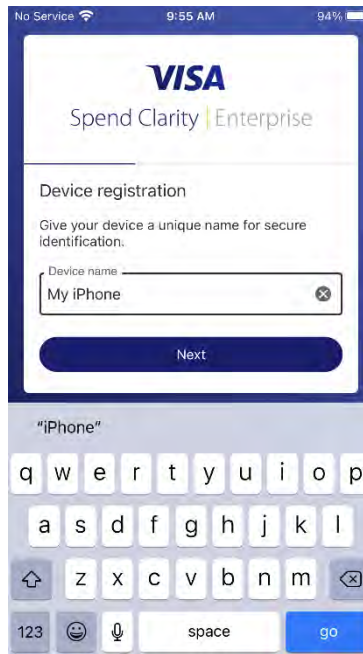 No Service 9:55 AM 94%
VISA
Spend Clarity | Enterprise
Device registration
Give your device a unique name for secure
identification.
Device name
My iPhone
Next
“iPhone”
q w e r t y u i o p
a s d f g h j k l
z x c v b n m
123 space go